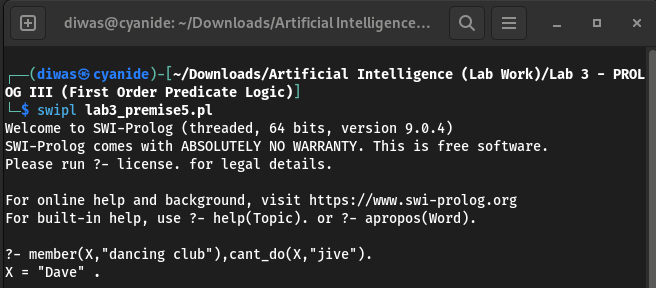 diwas@cyanide: ~/Downloads/Artificial Intelligence…
┌──(diwas㉿cyanide)-[~/Downloads/Artificial Intelligence (Lab Work)/Lab 3 - PROL
OG III (First Order Predicate Logic)]
└─$ swipl lab3_premise5.pl
Welcome to SWI-Prolog (threaded, 64 bits, version 9.0.4)
SWI-Prolog comes with ABSOLUTELY NO WARRANTY. This is free software.
Please run ?- license. for legal details.
For online help and background, visit https://www.swi-prolog.org
For built-in help, use ?- help(Topic). or ?- apropos(Word).
?- member(X,"dancing club"),cant_do(X,"jive").
X = "Dave" .